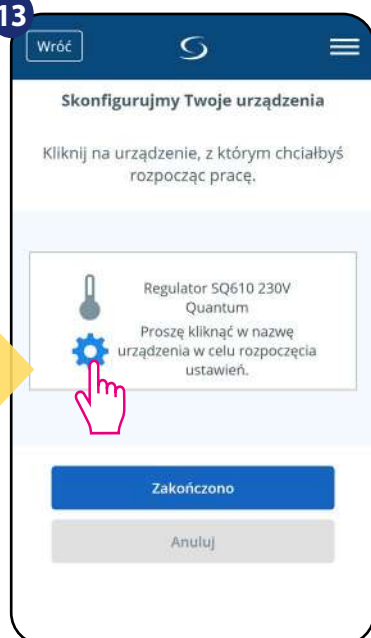 13
Wróć
Skonfigurujmy Twoje urządzenia
Kliknij na urządzenie, z którym chciałbyś
rozpocząc pracę.
Regulator SQ610 230V
Quantum
Proszę kliknąć w nazwę
urządzenia w celu rozpoczęcia
ustawień.
Zakończono
Anuluj